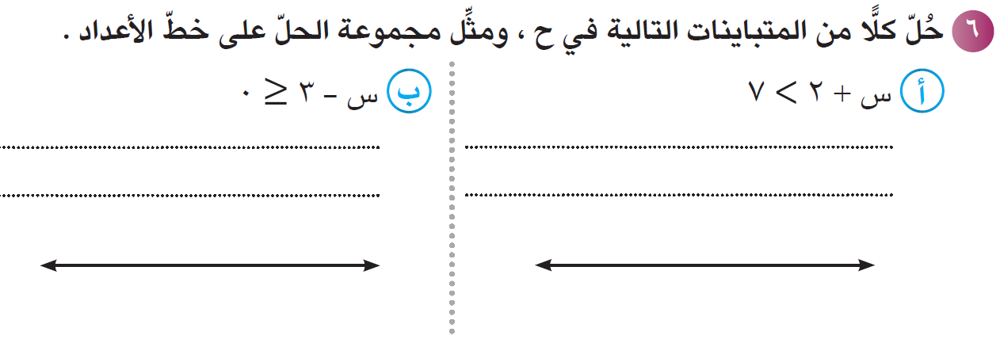 ٦ حُلّ كلًّا من المتباينات التالية في ح ، ومثِّل مجموعة الحلّ على خطّ الأعداد .
أ س + ٢ > ٧
ب س – ٣ ≤ ٠